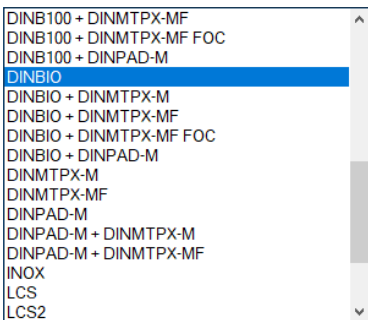 DINB100 + DINMTPX-MF
DINB100 + DINMTPX-MF FOC
DINB100 + DINPAD-M
DINBIO
DINBIO + DINMTPX-M
DINBIO + DINMTPX-MF
DINBIO + DINMTPX-MF FOC
DINBIO + DINPAD-M
DINMTPX-M
DINMTPX-MF
DINPAD-M
DINPAD-M + DINMTPX-M
DINPAD-M + DINMTPX-MF
INOX
LCS
LCS2